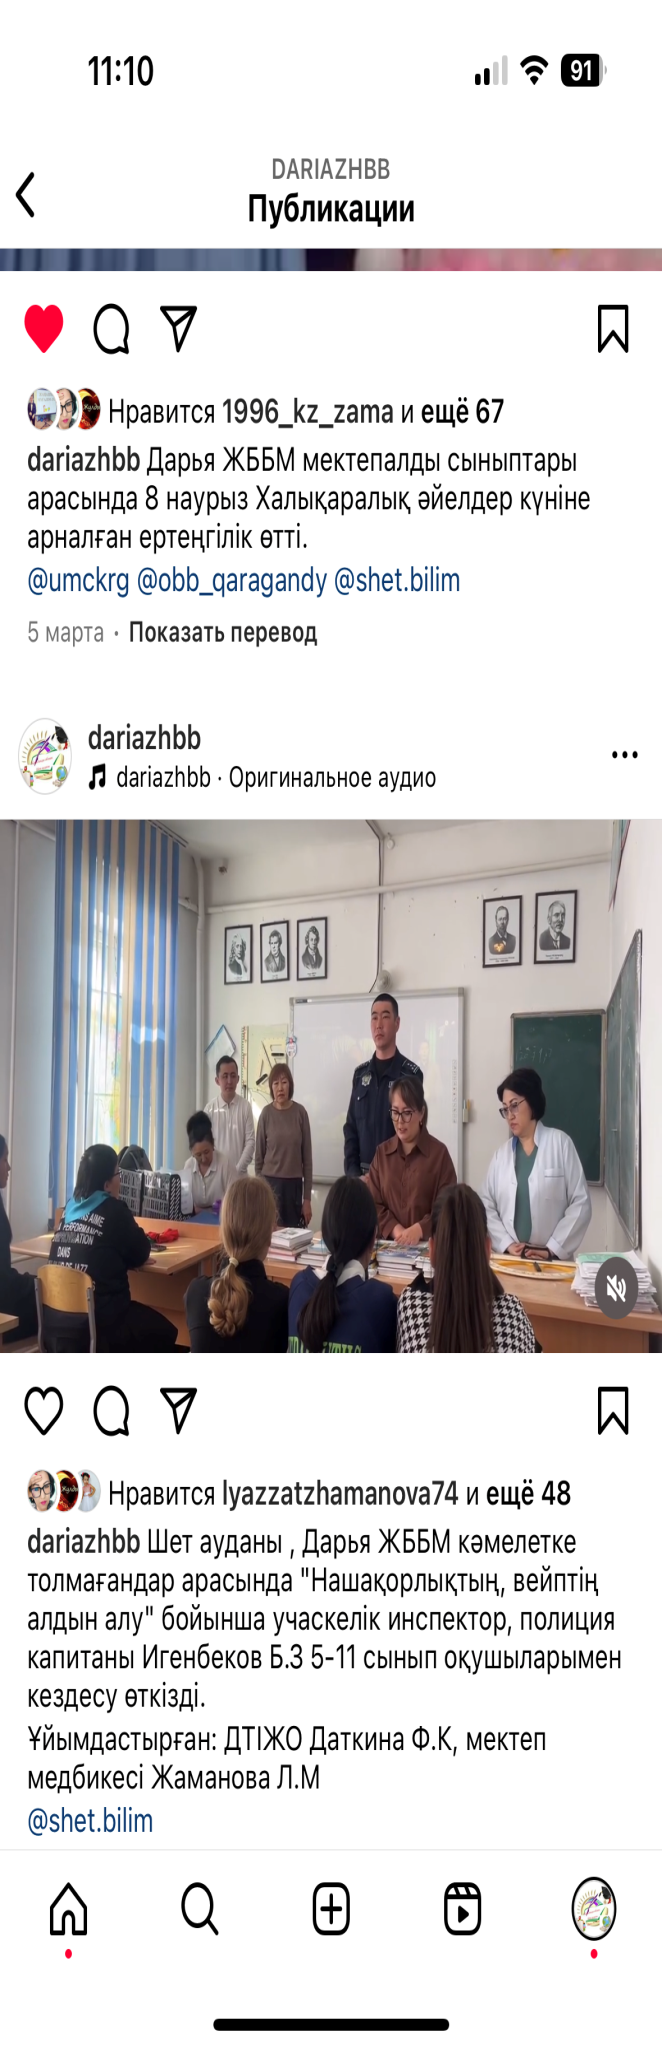 11:10
91
DARIAZHBB
Публикации
Нравится 1996_kz_zama и ещё 67
dariazhbb Дарья ЖББМ мектепалды сыныптары
арасында 8 наурыз Халықаралық әйелдер күніне
арналған ертеңгілік өтті.
@umckrg @obb_qaragandy @shet.bilim
5 марта · Показать перевод
dariazhbb
dariazhbb · Оригинальное аудио
DANS
Нравится lyazzatzhamanova74 и ещё 48
dariazhbb Шет ауданы , Дарья ЖББМ кәмелетке
толмағандар арасында "Нашақорлықтың, вейптің
алдын алу" бойынша учаскелік инспектор, полиция
капитаны Игенбеков Б.З 5-11 сынып оқушыларымен
кездесу өткізді.
Ұйымдастырған: ДТІЖО Даткина Ф.К, мектеп
медбикесі Жаманова Л.М
@shet.bilim